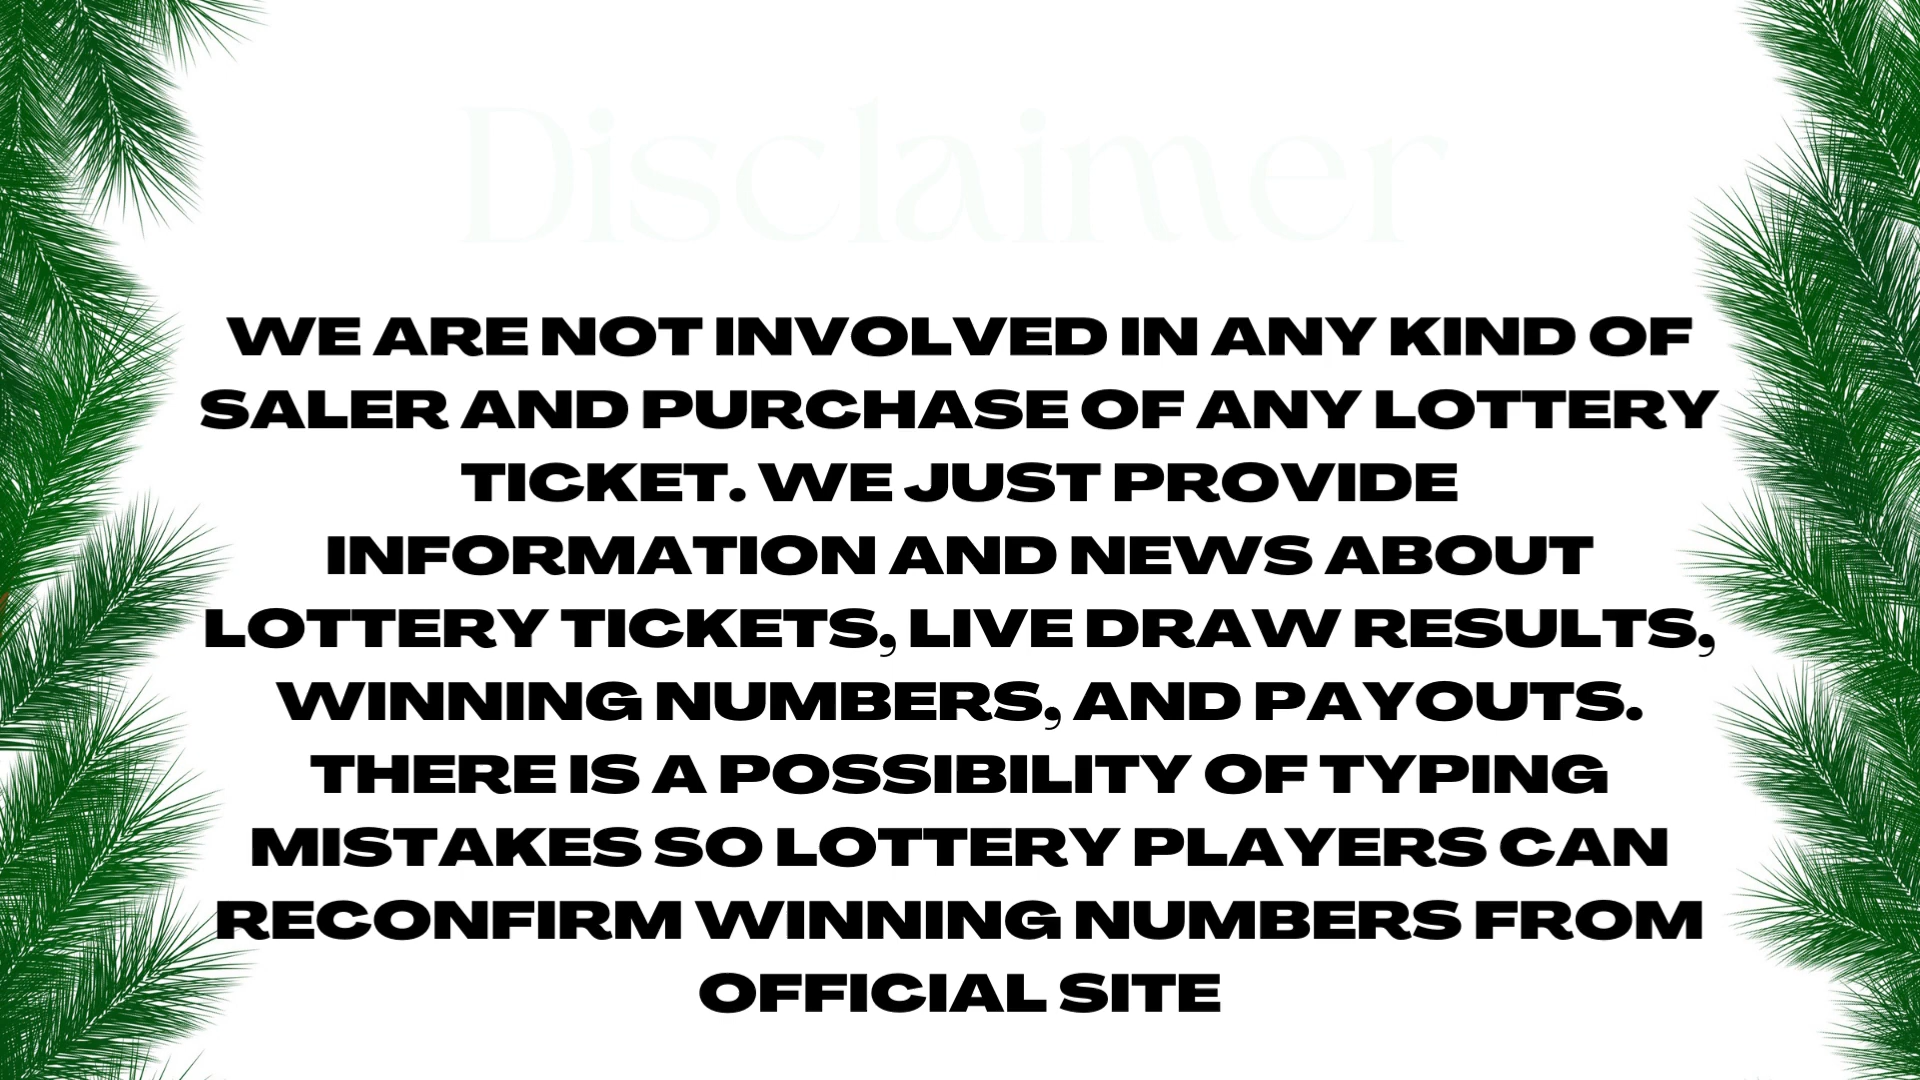 Disclaimer
WE ARE NOT INVOLVED IN ANY KIND OF
SALER AND PURCHASE OF ANY LOTTERY
TICKET. WE JUST PROVIDE
INFORMATION AND NEWS ABOUT
LOTTERY TICKETS, LIVE DRAW RESULTS,
WINNING NUMBERS, AND PAYOUTS.
THERE IS A POSSIBILITY OF TYPING
MISTAKES SO LOTTERY PLAYERS CAN
RECONFIRM WINNING NUMBERS FROM
OFFICIAL SITE